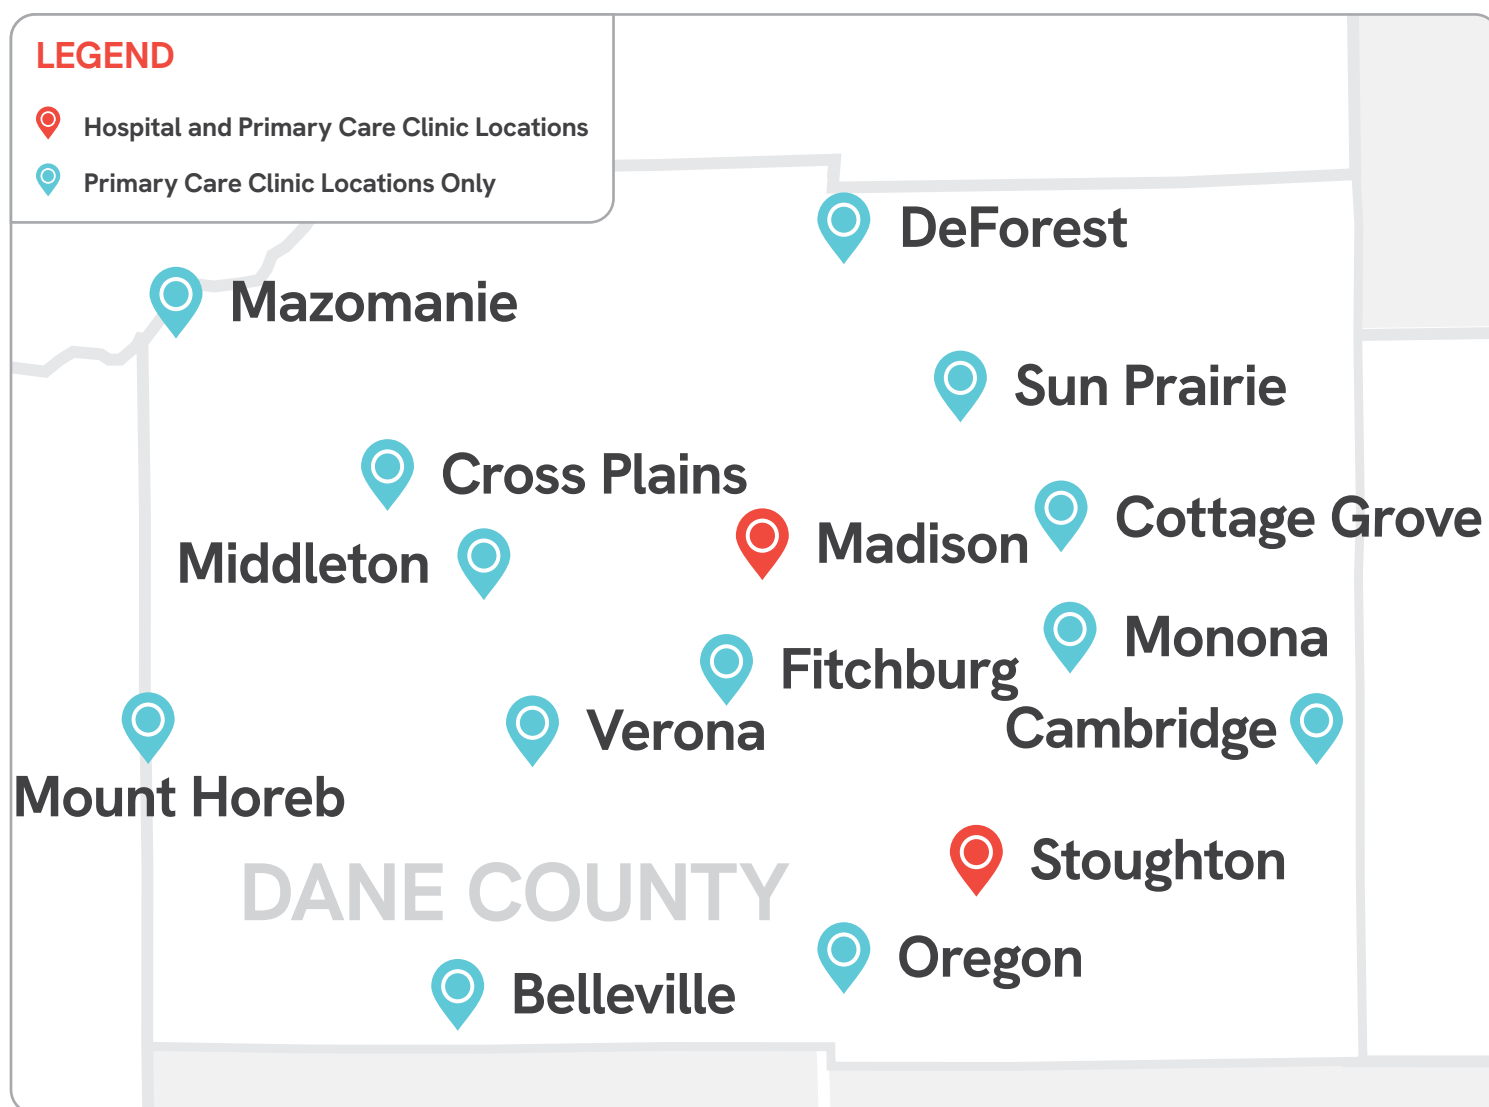 LEGEND
Hospital and Primary Care Clinic Locations
Primary Care Clinic Locations Only
DeForest
Mazomanie
Sun Prairie
Cross Plains
Cottage Grove
Madison
Middleton
Monona
Fitchburg
Cambridge
Verona
Mount Horeb
Stoughton
DANE COUNTY
Oregon
Belleville